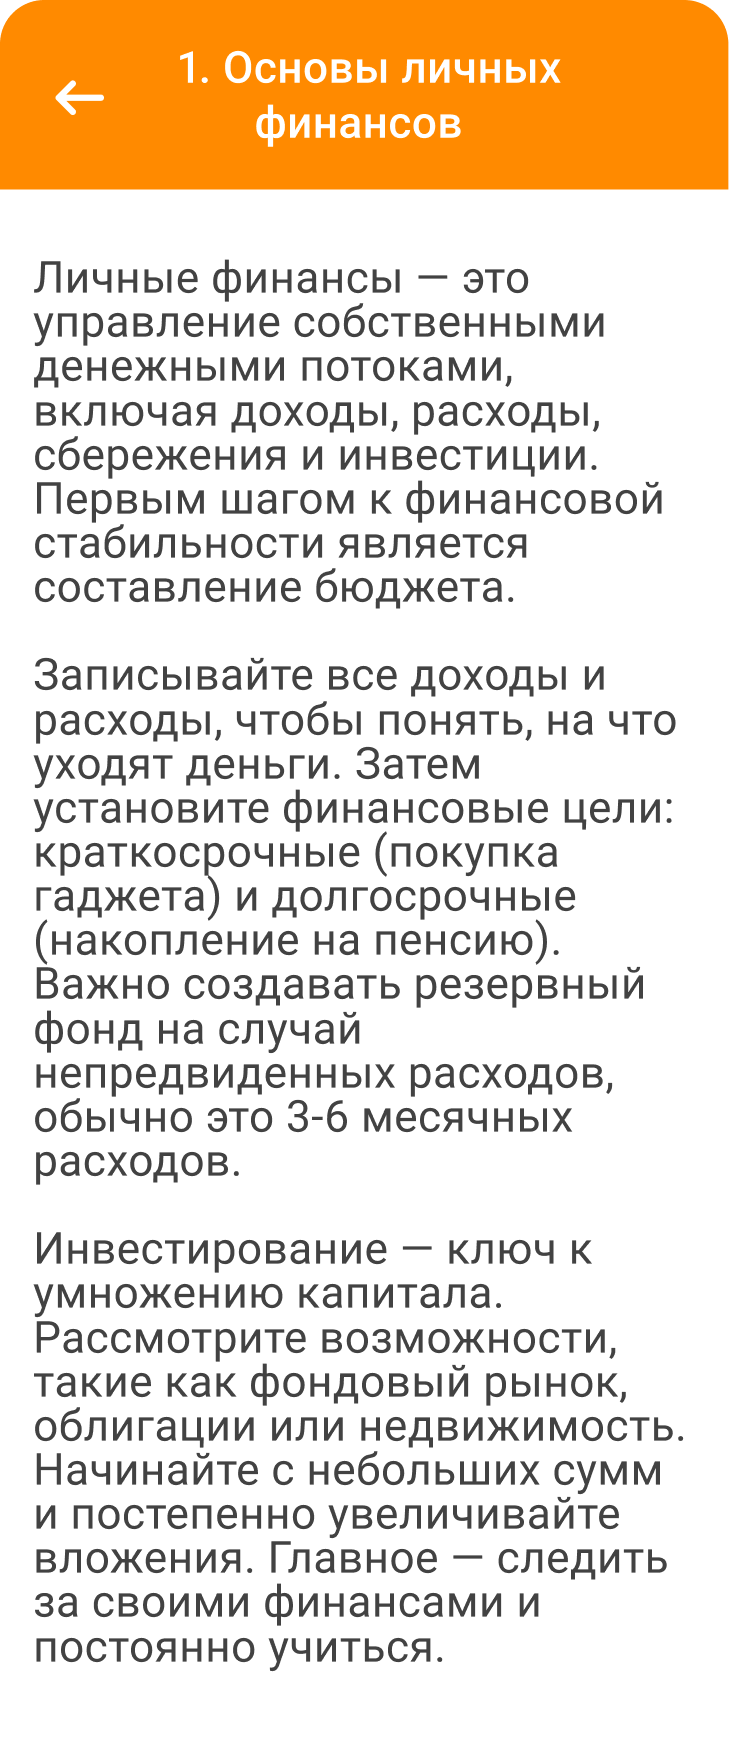 1. Основы личных
финансов
Личные финансы — это
управление собственными
денежными потоками,
включая доходы, расходы,
сбережения и инвестиции.
Первым шагом к финансовой
стабильности является
составление бюджета.
Записывайте все доходы и
расходы, чтобы понять, на что
уходят деньги. Затем
установите финансовые цели:
краткосрочные (покупка
гаджета) и долгосрочные
(накопление на пенсию).
Важно создавать резервный
фонд на случай
непредвиденных расходов,
обычно это 3-6 месячных
расходов.
Инвестирование — ключ к
умножению капитала.
Рассмотрите возможности,
такие как фондовый рынок,
облигации или недвижимость.
Начинайте с небольших сумм
и постепенно увеличивайте
вложения. Главное — следить
за своими финансами и
постоянно учиться.